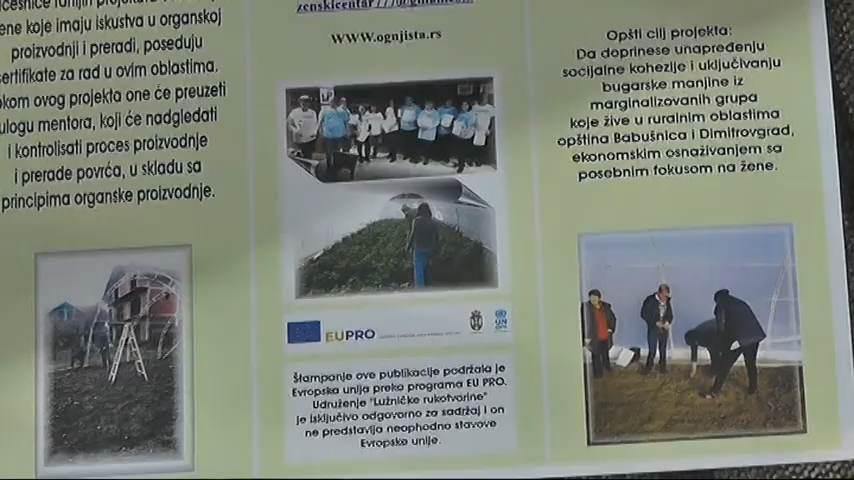 ene koje imaju iskustva u organskoj
proizvodnji i preradi, poseduju
sertifikate za rad u ovim oblastima.
okom ovog projekta one će preuzeti
ulogu mentora, koji će nadgledati
i kontrolisati proces proizvodnje
i prerade povrća, u skladu sa
principima organske proizvodnje.
www.ognjista.rs
EUPRO
Štampanje ove publikacije podržala je
Evropska unija preko programa EU PRO.
Udruženje "Lužničke rukotvorine"
je isključivo odgovorno za sadržaj i on
ne predstavlja neophodno stavove
Evropske unije.
Opšti cilj projekta:
Da doprinese unapređenju
socijalne kohezije i uključivanju
bugarske manjine iz
marginalizovanih grupa
koje žive u ruralnim oblastima
opština Babušnica i Dimitrovgrad,
ekonomskim osnaživanjem sa
posebnim fokusom na žene.